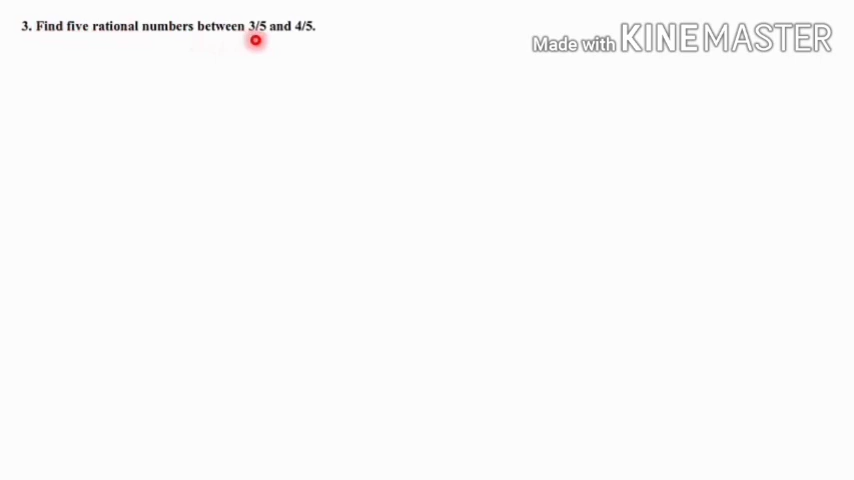 3. Find five rational numbers between 3/5 and 4/5.
Made with KINEMASTER